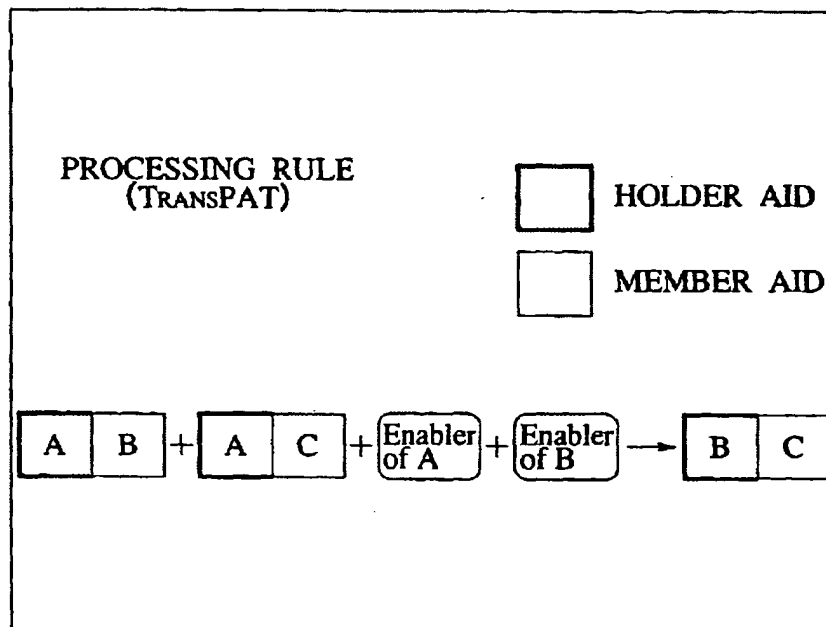 PROCESSING RULE
(TRANSPAT)
HOLDER AID
MEMBER AID
A B + A C + Enabler of A + Enabler of B → B C